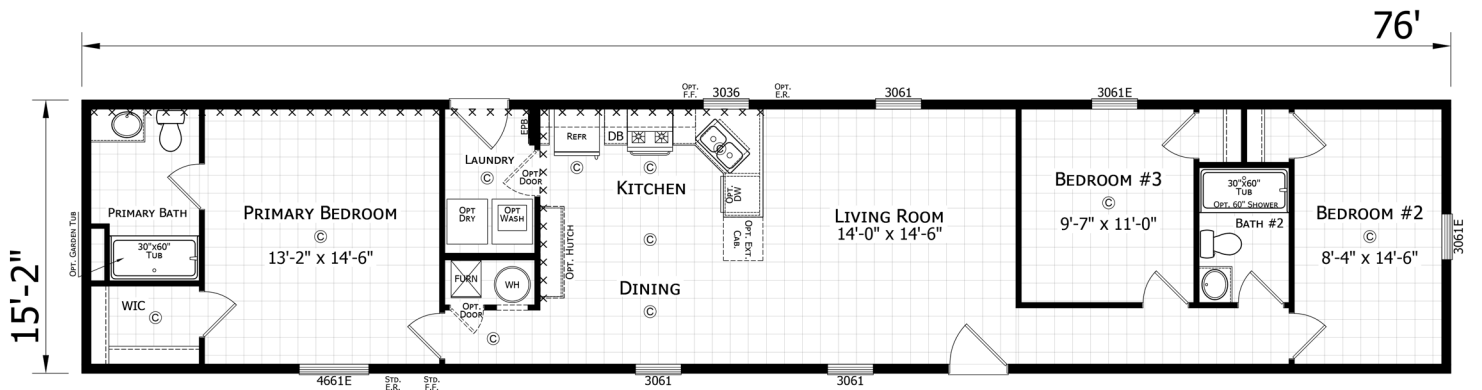 76'
15'-2"
OPT.
F.F.
3036
OPT.
E.R.
3061
3061E
PRIMARY BATH
OPT. GARDEN TUB
30"x60"
TUB
WIC
C
PRIMARY BEDROOM
C
13'-2" x 14'-6"
LAUNDRY
C
EPB
OPT.
DOOR
OPT
DRY
OPT
WASH
FURN
WH
OPT.
DOOR
C
OPT. HUTCH
REFR
DB
C
KITCHEN
C
DINING
C
OPT.
DW
OPT. EXT.
CAB.
LIVING ROOM
14'-0" x 14'-6"
BEDROOM #3
C
9'-7" x 11'-0"
30"x60"
TUB
OPT. 60" SHOWER
BATH #2
BEDROOM #2
C
8'-4" x 14'-6"
3061E
4661E
STD.
E.R.
STD.
F.F.
3061
3061